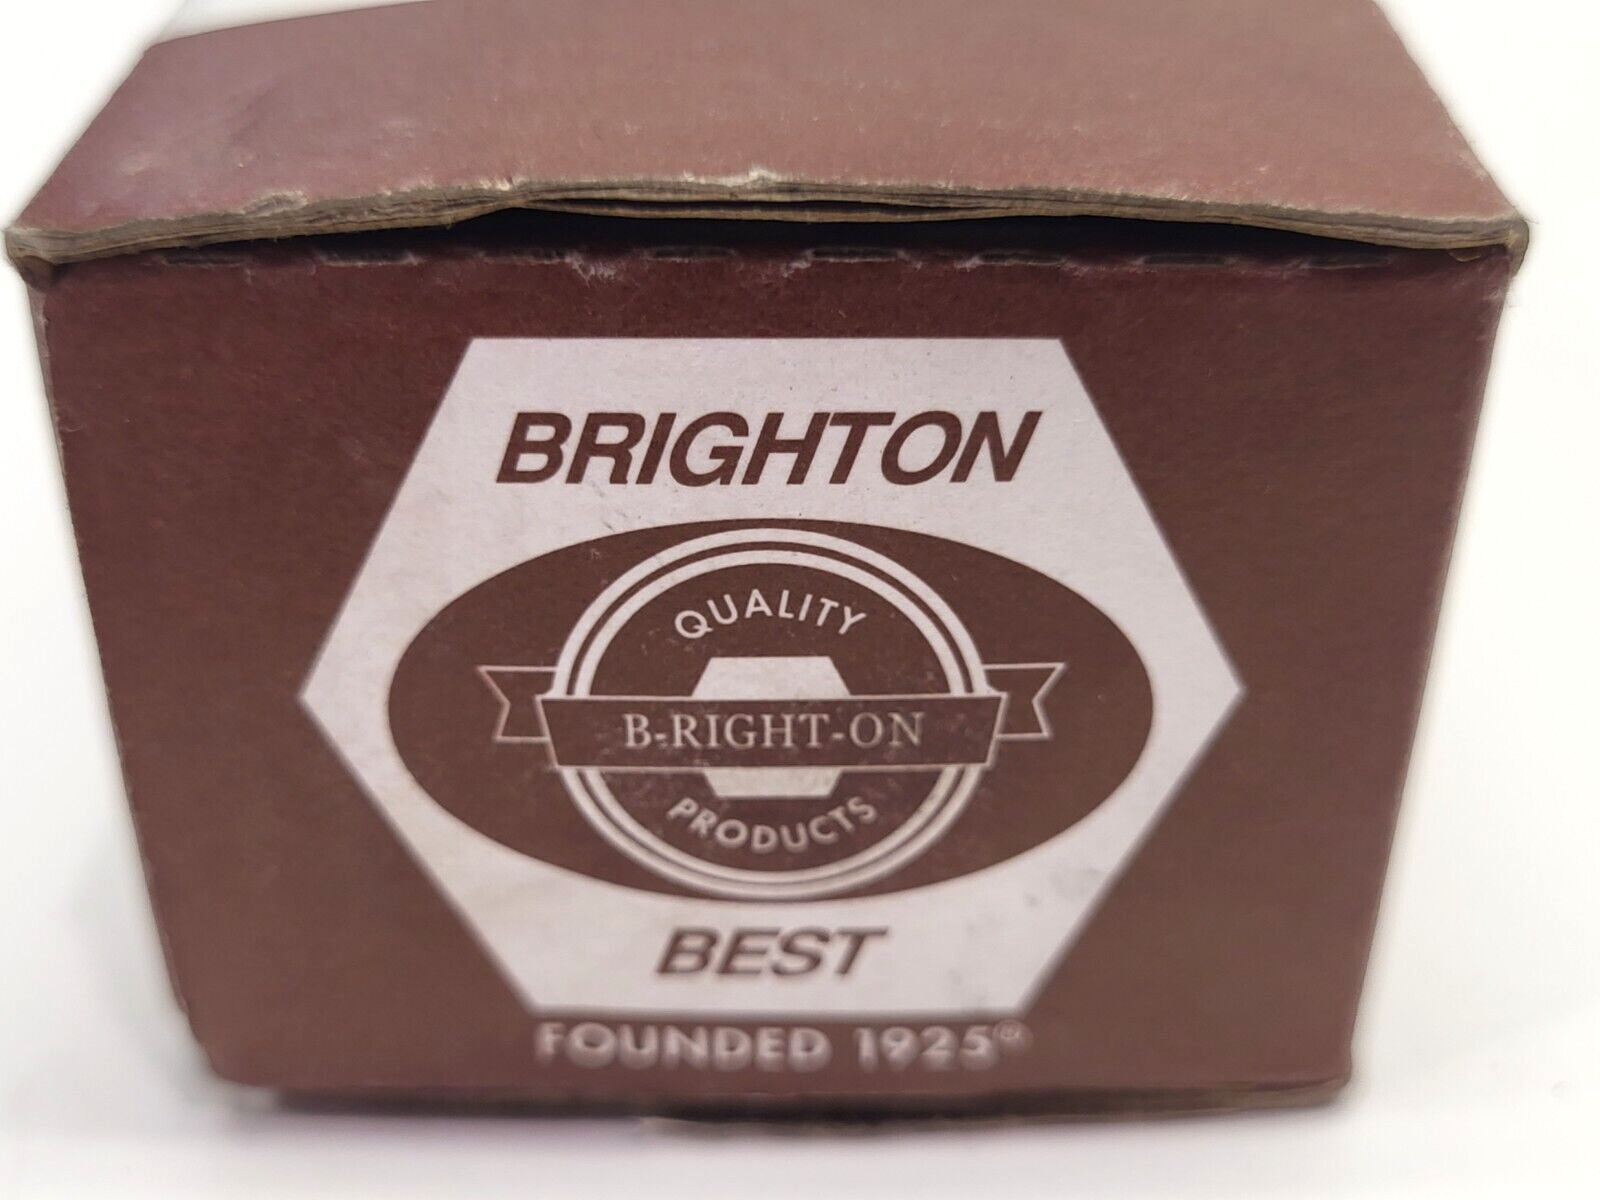 BRIGHTON
QUALITY
B-RIGHT-ON
PRODUCTS
BEST
FOUNDED 1925®